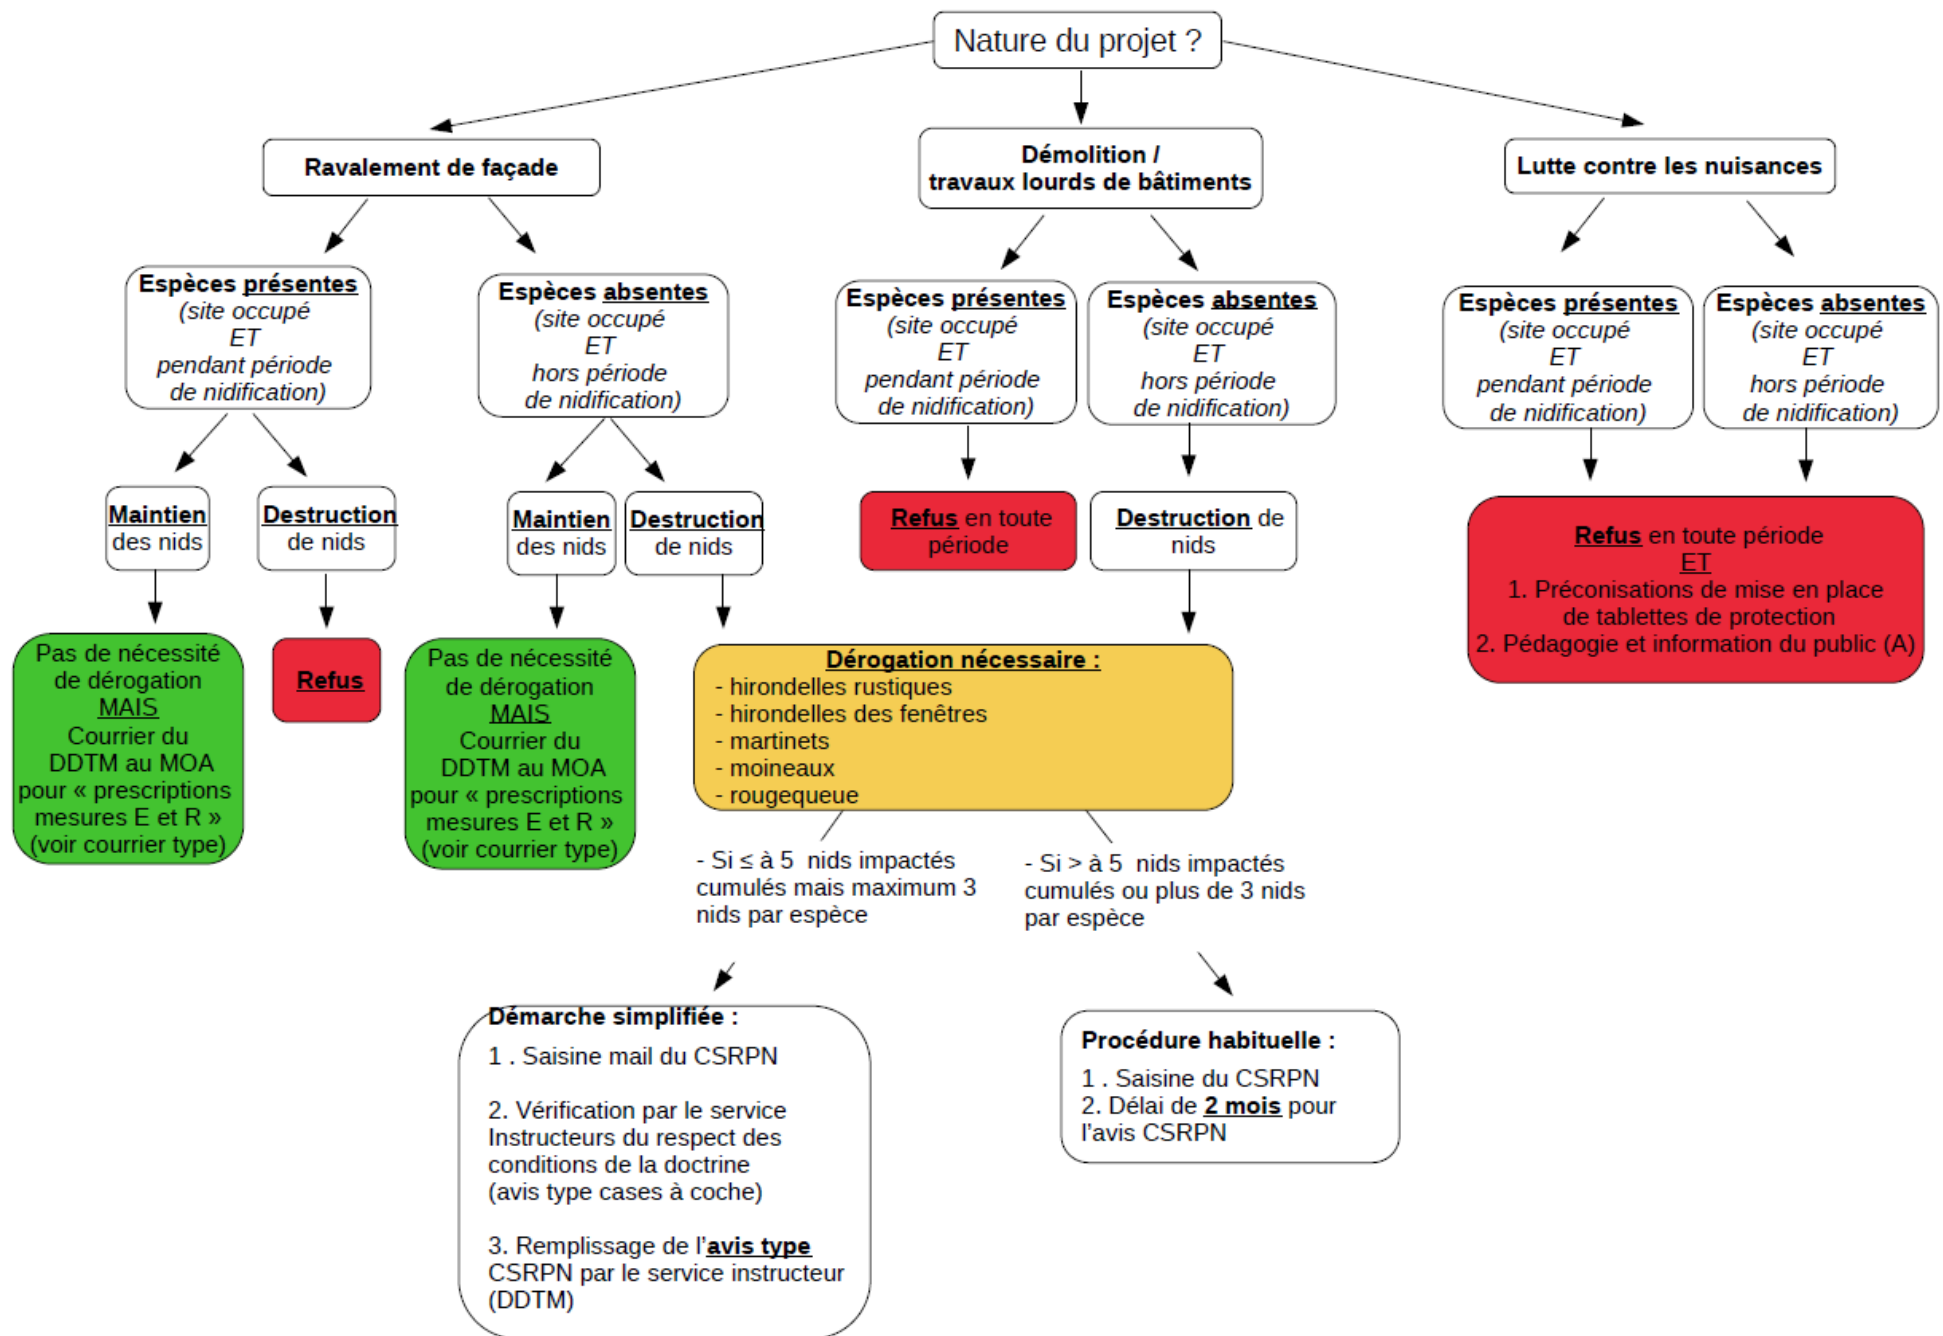 Nature du projet ?
Ravalement de façade
Démolition /
travaux lourds de bâtiments
Lutte contre les nuisances
Espèces présentes
(site occupé
ET
pendant période
de nidification)
Espèces absentes
(site occupé
ET
hors période
de nidification)
Espèces présentes
(site occupé
ET
pendant période
de nidification)
Espèces absentes
(site occupé
ET
hors période
de nidification)
Espèces présentes
(site occupé
ET
pendant période
de nidification)
Espèces absentes
(site occupé
ET
hors période
de nidification)
Maintien
des nids
Destruction
de nids
Maintien
des nids
Destruction
de nids
Refus en toute
période
Destruction de
nids
Refus en toute période
ET
1. Préconisations de mise en place
de tablettes de protection
2. Pédagogie et information du public (A)
Pas de nécessité
de dérogation
MAIS
Courrier du
DDTM au MOA
pour « prescriptions
mesures E et R »
(voir courrier type)
Refus
Pas de nécessité
de dérogation
MAIS
Courrier du
DDTM au MOA
pour « prescriptions
mesures E et R »
(voir courrier type)
Dérogation nécessaire :
- hirondelles rustiques
- hirondelles des fenêtres
- martinets
- moineaux
- rougequeue
- Si ≤ à 5 nids impactés
cumulés mais maximum 3
nids par espèce
- Si > à 5 nids impactés
cumulés ou plus de 3 nids
par espèce
Démarche simplifiée :
1 . Saisine mail du CSRPN
2. Vérification par le service
Instructeurs du respect des
conditions de la doctrine
(avis type cases à coche)
3. Remplissage de l'avis type
CSRPN par le service instructeur
(DDTM)
Procédure habituelle :
1 . Saisine du CSRPN
2. Délai de 2 mois pour
l'avis CSRPN